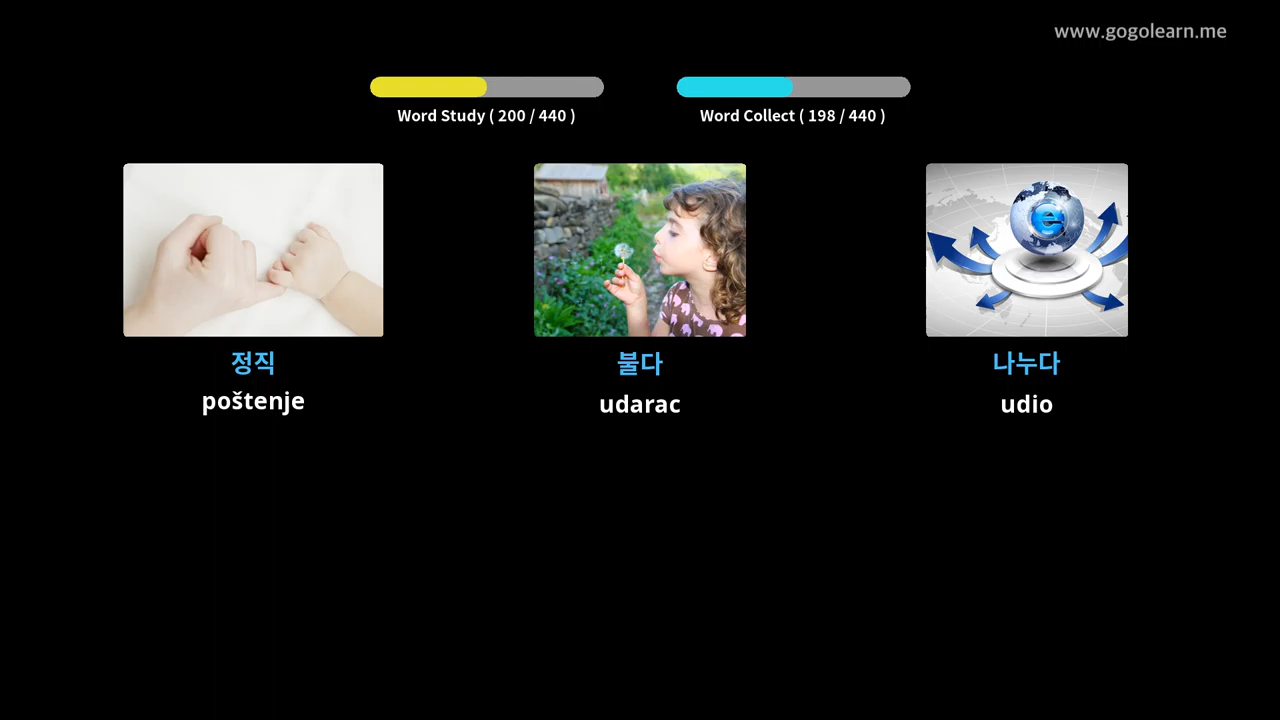 www.gogolearn.me
Word Study ( 200 / 440 )
Word Collect ( 198 / 440 )
정직
poštenje
불다
udarac
나누다
udio